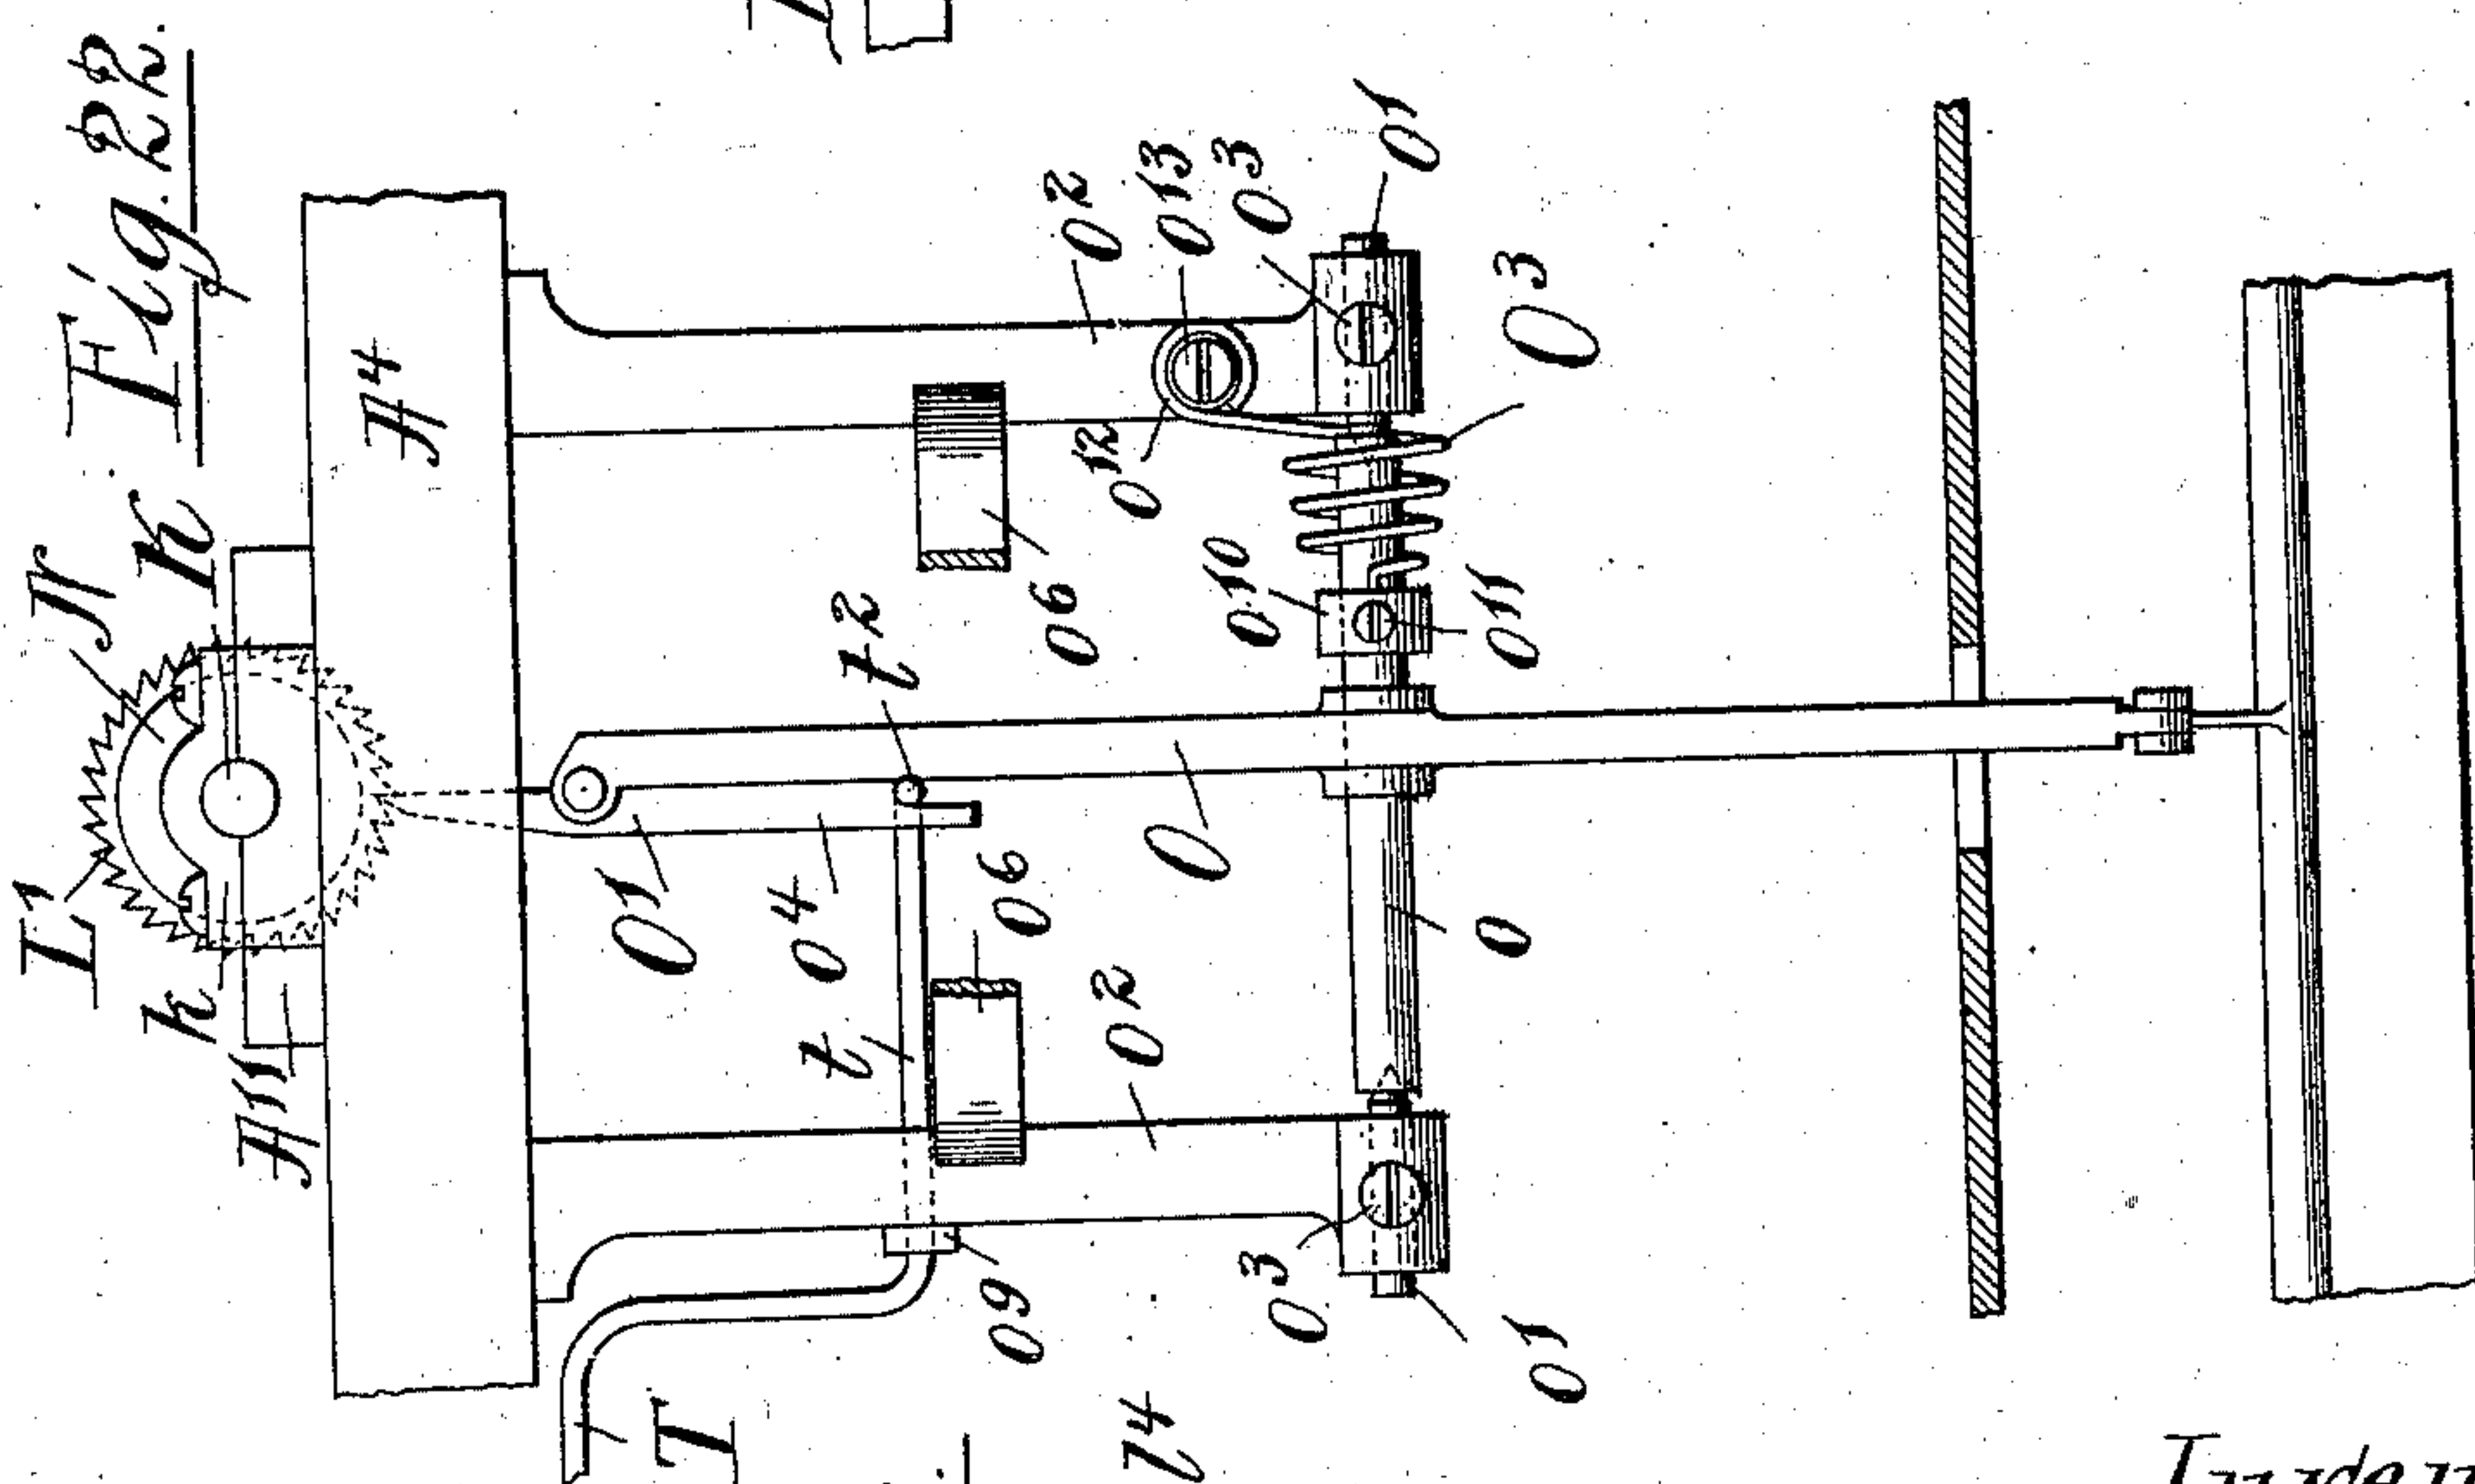 Fig. 22.
L¹
K
k
H¹¹
H⁴
O¹
o⁴
t²
t
T
o⁶
o⁶
o²
o²
o⁹
o¹²
o¹³
o³
o¹
O³
o¹⁰
o¹¹
O
o
o³
o¹